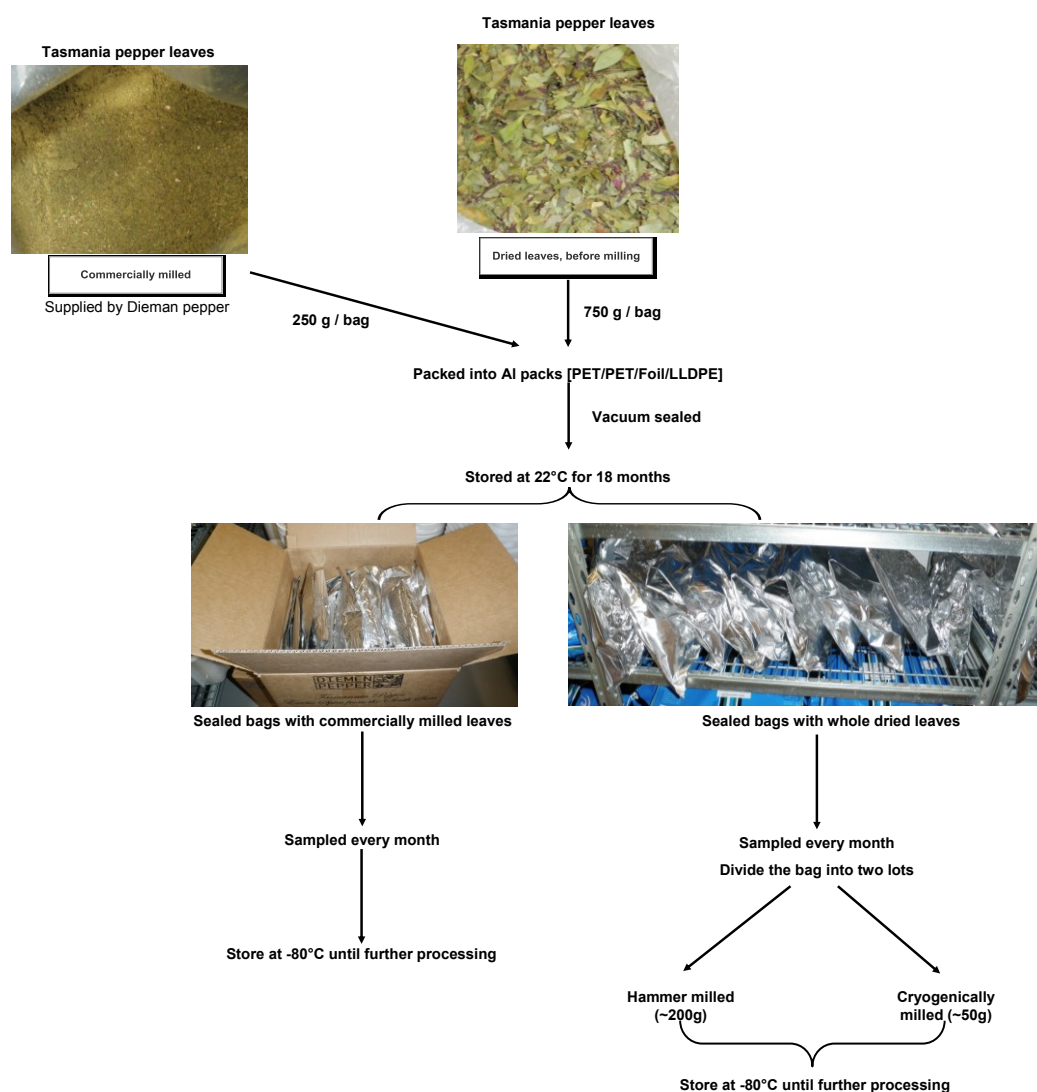 Tasmania pepper leaves
Tasmania pepper leaves
Commercially milled
Dried leaves, before milling
Supplied by Dieman pepper
250 g / bag
750 g / bag
Packed into Al packs [PET/PET/Foil/LLDPE]
Vacuum sealed
Stored at 22°C for 18 months
DIEMEN
PEPPER
Sealed bags with commercially milled leaves
Sealed bags with whole dried leaves
Sampled every month
Sampled every month
Divide the bag into two lots
Store at -80°C until further processing
Hammer milled
(~200g)
Cryogenically
milled (~50g)
Store at -80°C until further processing